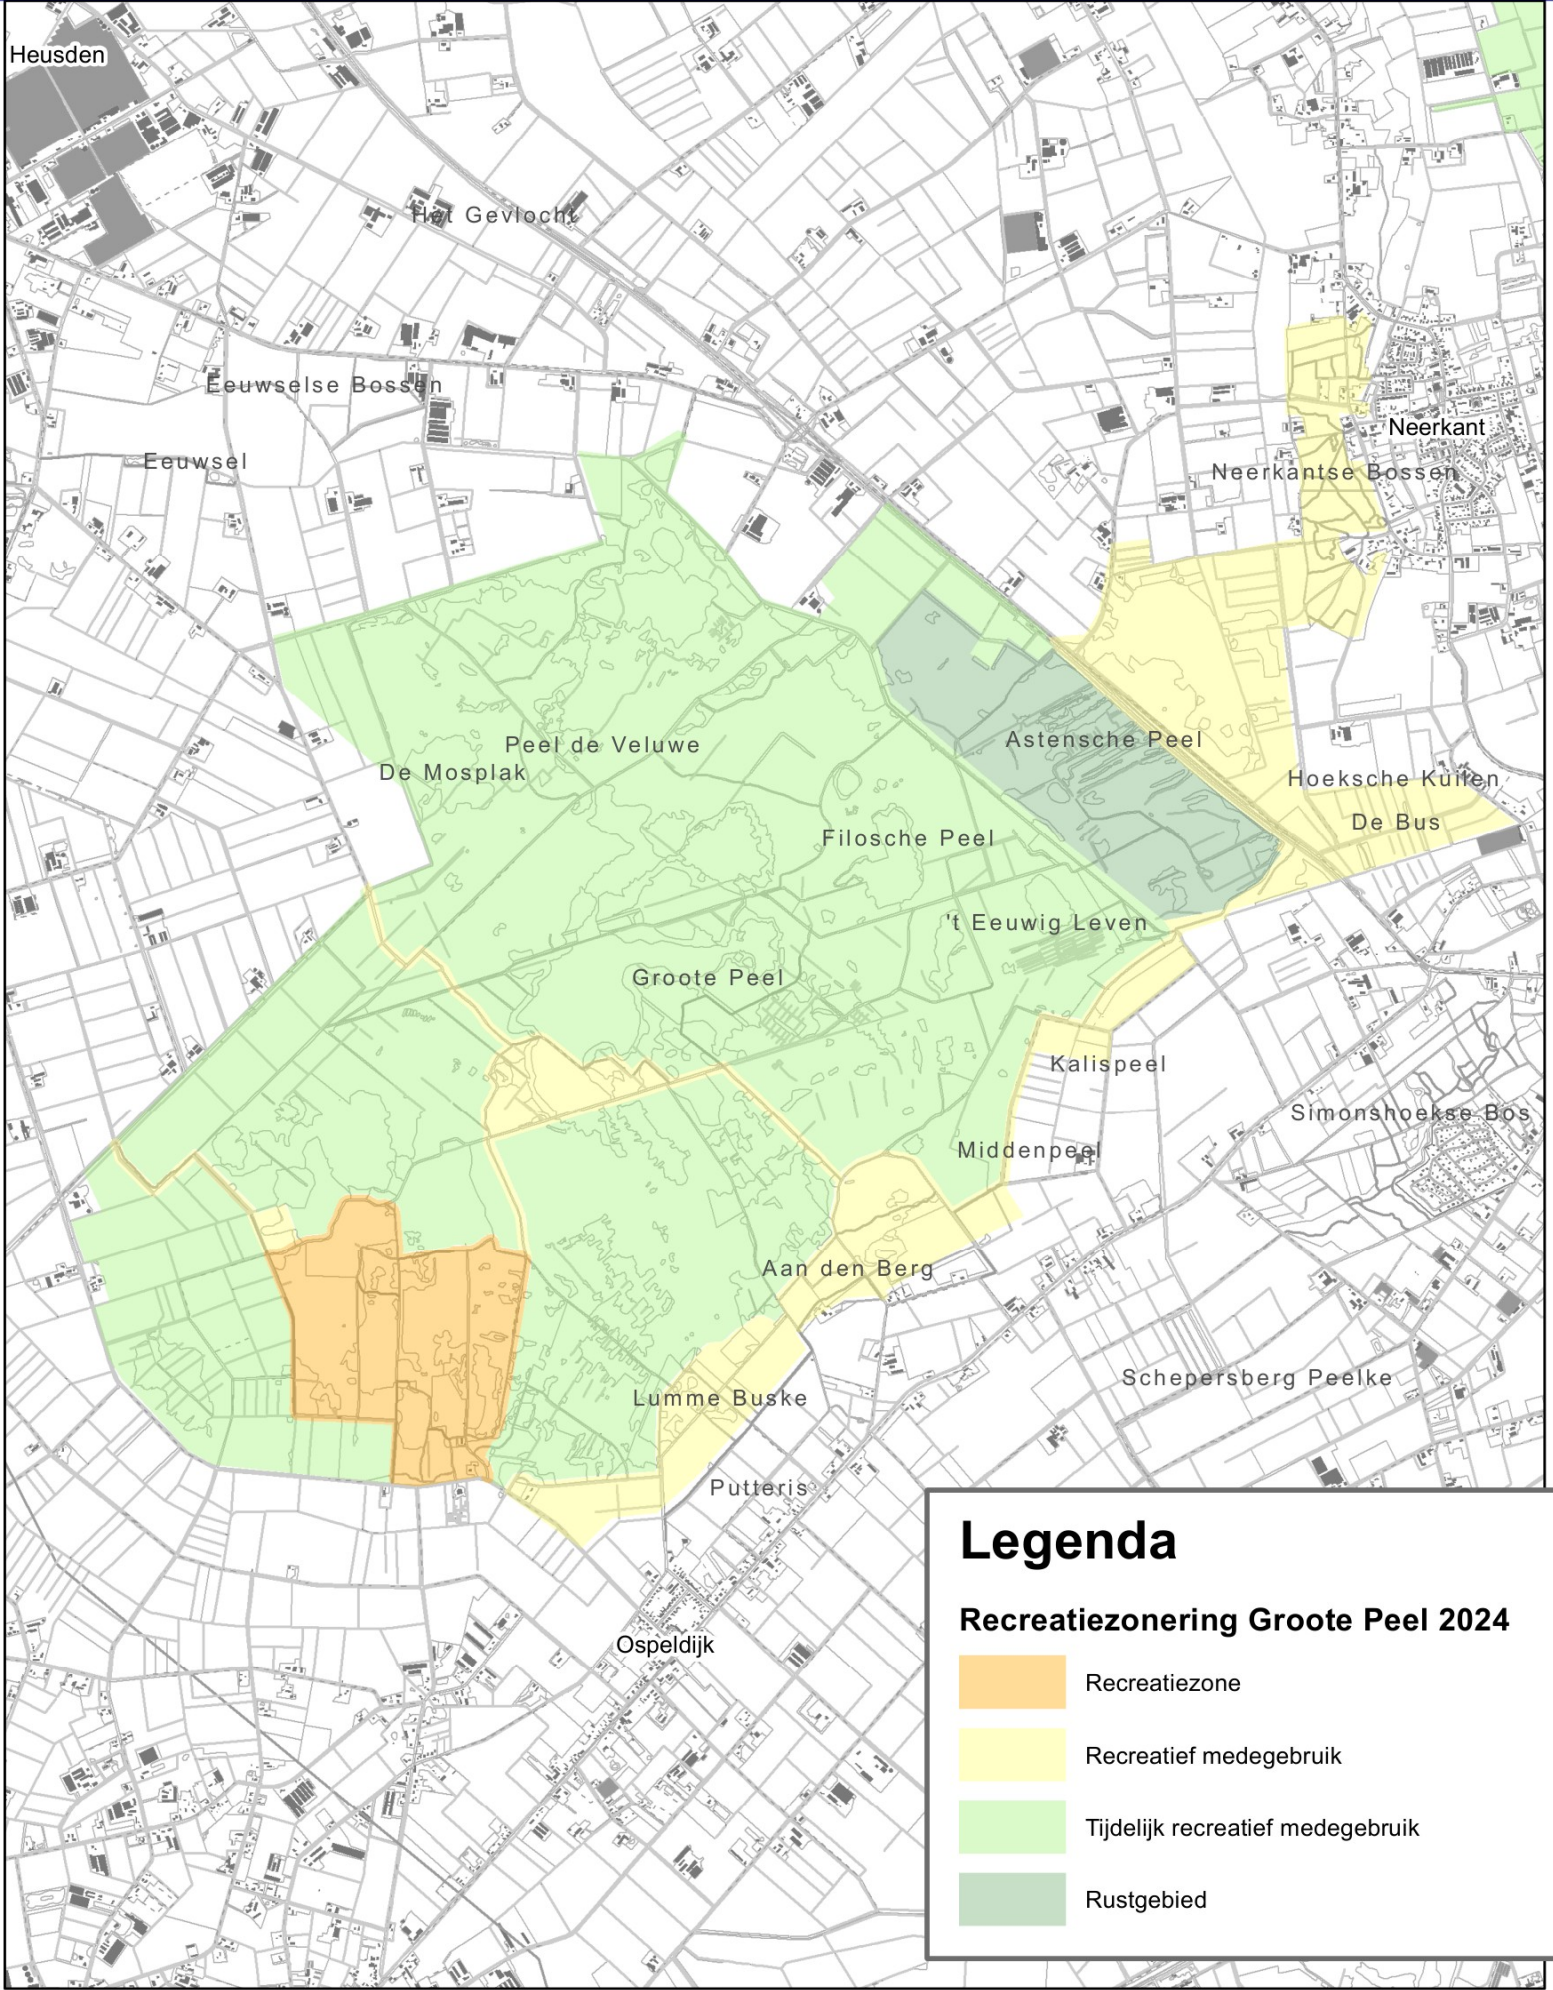 Heusden
Het Gevlocht
Eeuwselse Bossen
Neerkant
Eeuwsel
Neerkantse Bossen
Astensche Peel
Peel de Veluwe
De Mosplak
Hoeksche Kuilen
De Bus
Filosche Peel
't Eeuwig Leven
Groote Peel
Kalispeel
Simonshoekse Bos
Middenpeel
Aan den Berg
Schepersberg Peelke
Lumme Buske
Putteris
Ospeldijk
Legenda
Recreatiezonering Groote Peel 2024
Recreatiezone
Recreatief medegebruik
Tijdelijk recreatief medegebruik
Rustgebied